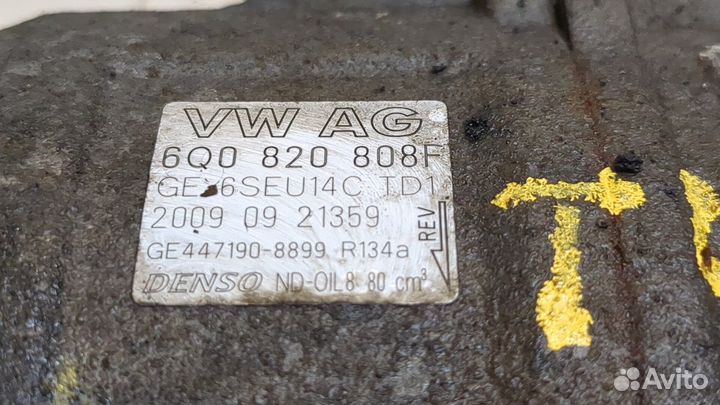 VW AG
6Q0 820 808F
GE 6SEU14C TD1
2009 09 21359
GE447190-8899 R134a
DENSO ND-OIL8 80 cm³
REV
Avito